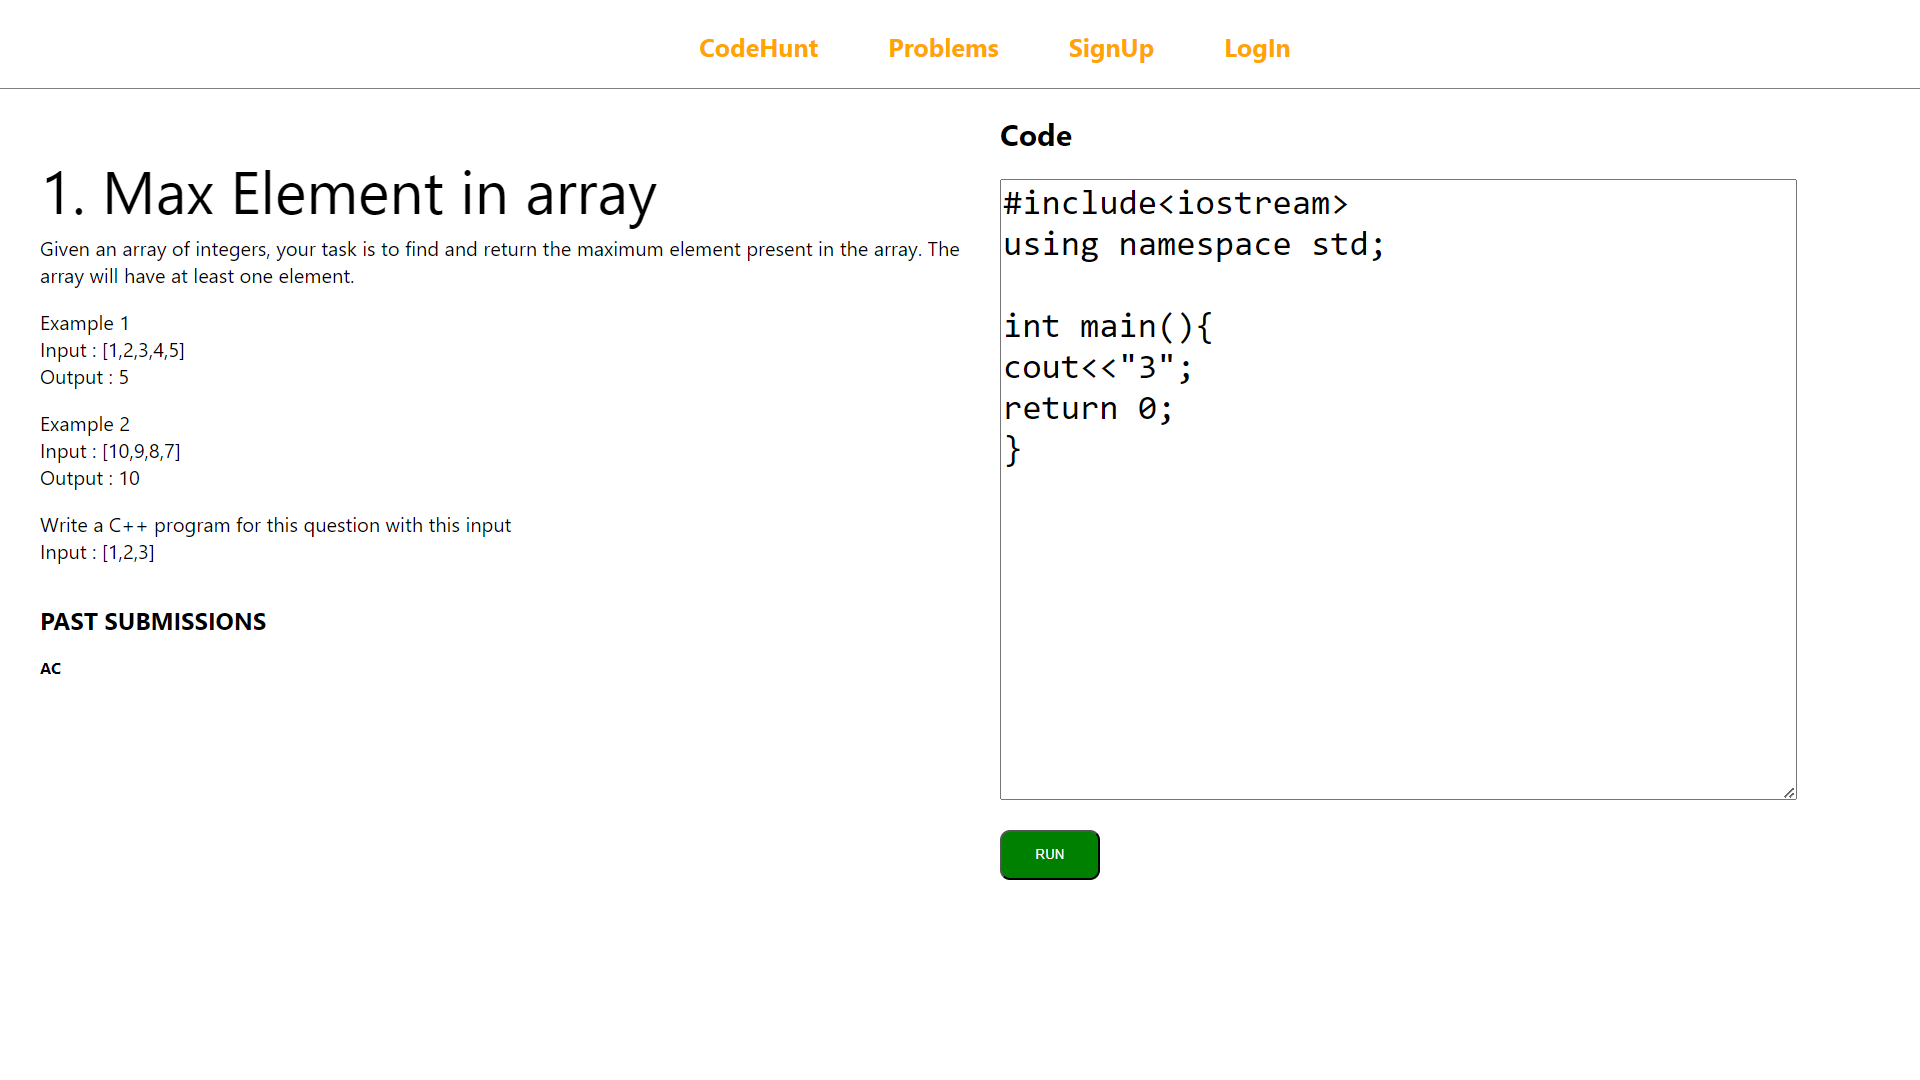 CodeHunt Problems SignUp LogIn
1. Max Element in array
Given an array of integers, your task is to find and return the maximum element present in the array. The
array will have at least one element.
Example 1
Input : [1,2,3,4,5]
Output : 5
Example 2
Input : [10,9,8,7]
Output : 10
Write a C++ program for this question with this input
Input : [1,2,3]
PAST SUBMISSIONS
AC
Code
#include<iostream>
using namespace std;
int main(){
cout<<"3";
return 0;
}
RUN